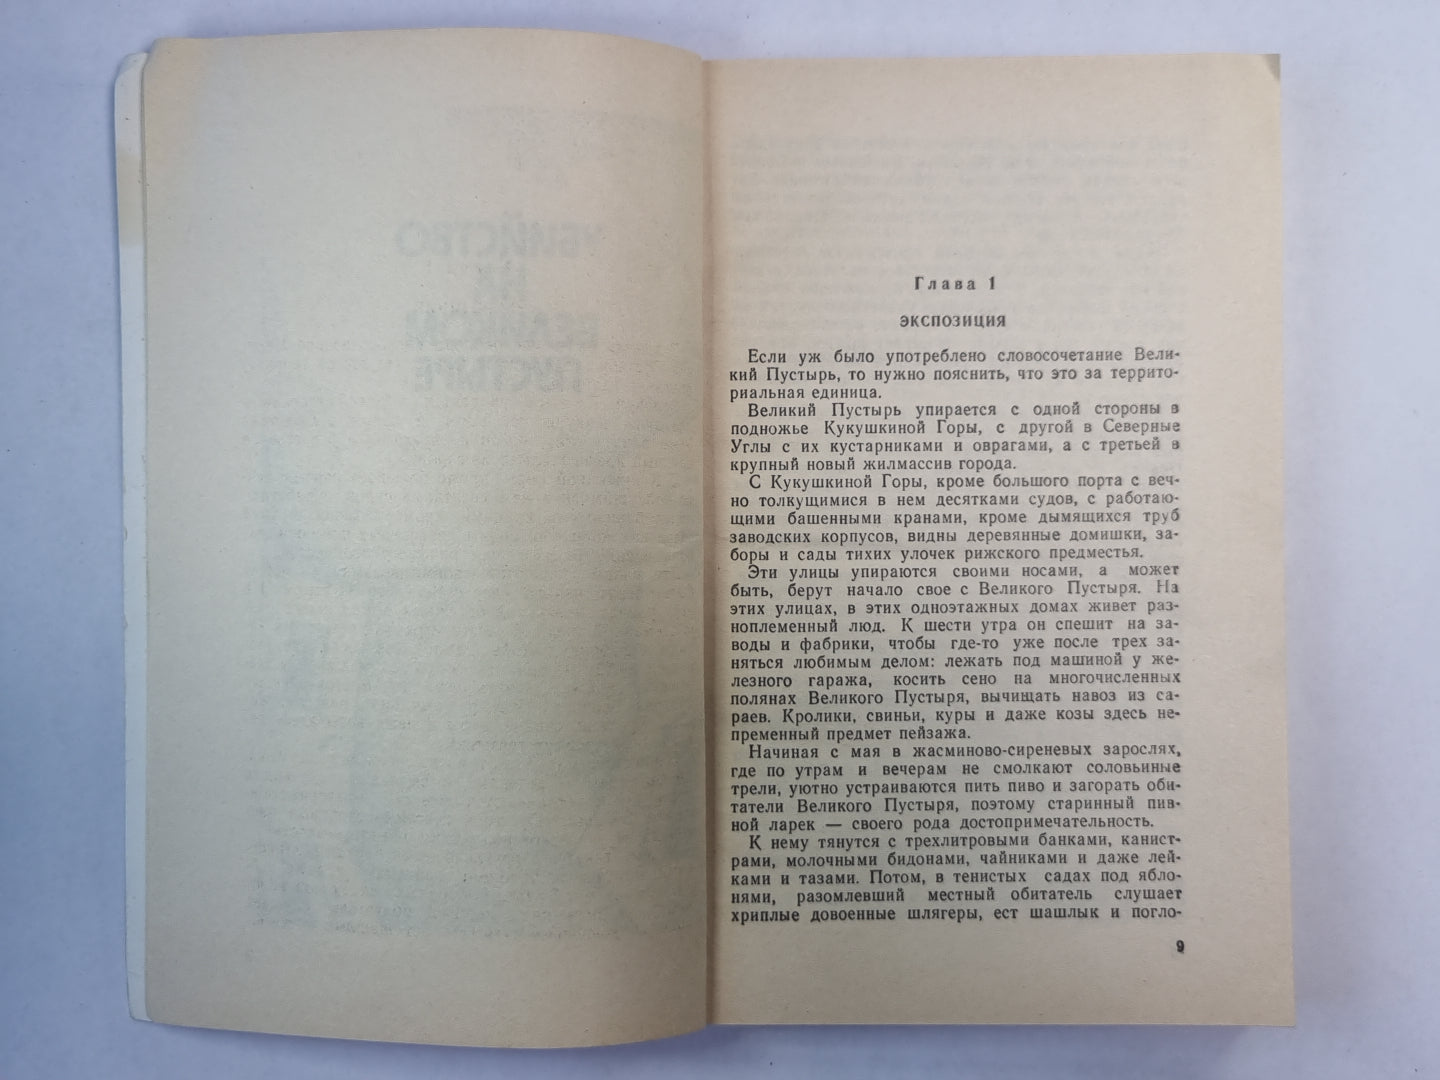 УБИЙСТВО
НА
ВЕЛИКОМ
ПУСТЫРЕ
Глава 1
ЭКСПОЗИЦИЯ
Если уж было употреблено словосочетание Вели-
кий Пустырь, то нужно пояснить, что это за террито-
риальная единица.
Великий Пустырь упирается с одной стороны в
подножье Кукушкиной Горы, с другой в Северные
Углы с их кустарниками и оврагами, а с третьей в
крупный новый жилмассив города.
С Кукушкиной Горы, кроме большого порта с веч-
но толкущимися в нем десятками судов, с работаю-
щими башенными кранами, кроме дымящихся труб
заводских корпусов, видны деревянные домишки, за-
боры и сады тихих улочек рижского предместья.
Эти улицы упираются своими носами, а может
быть, берут начало свое с Великого Пустыря. На
этих улицах, в этих одноэтажных домах живет раз-
ноплеменный люд. К шести утра он спешит на за-
воды и фабрики, чтобы где-то уже после трех за-
няться любимым делом: лежать под машиной у же-
лезного гаража, косить сено на многочисленных
полянах Великого Пустыря, вычищать навоз из са-
раев. Кролики, свиньи, куры и даже козы здесь не-
пременный предмет пейзажа.
Начиная с мая в жасминово-сиреневых зарослях,
где по утрам и вечерам не смолкают соловьиные
трели, уютно устраиваются пить пиво и загорать оби-
татели Великого Пустыря, поэтому старинный пив-
ной ларек — своего рода достопримечательность.
К нему тянутся с трехлитровыми банками, канист-
рами, молочными бидонами, чайниками и даже лей-
ками и тазами. Потом, в тенистых садах под ябло-
нями, разомлевший местный обитатель слушает
хриплые довоенные шлягеры, ест шашлык и погло-
9